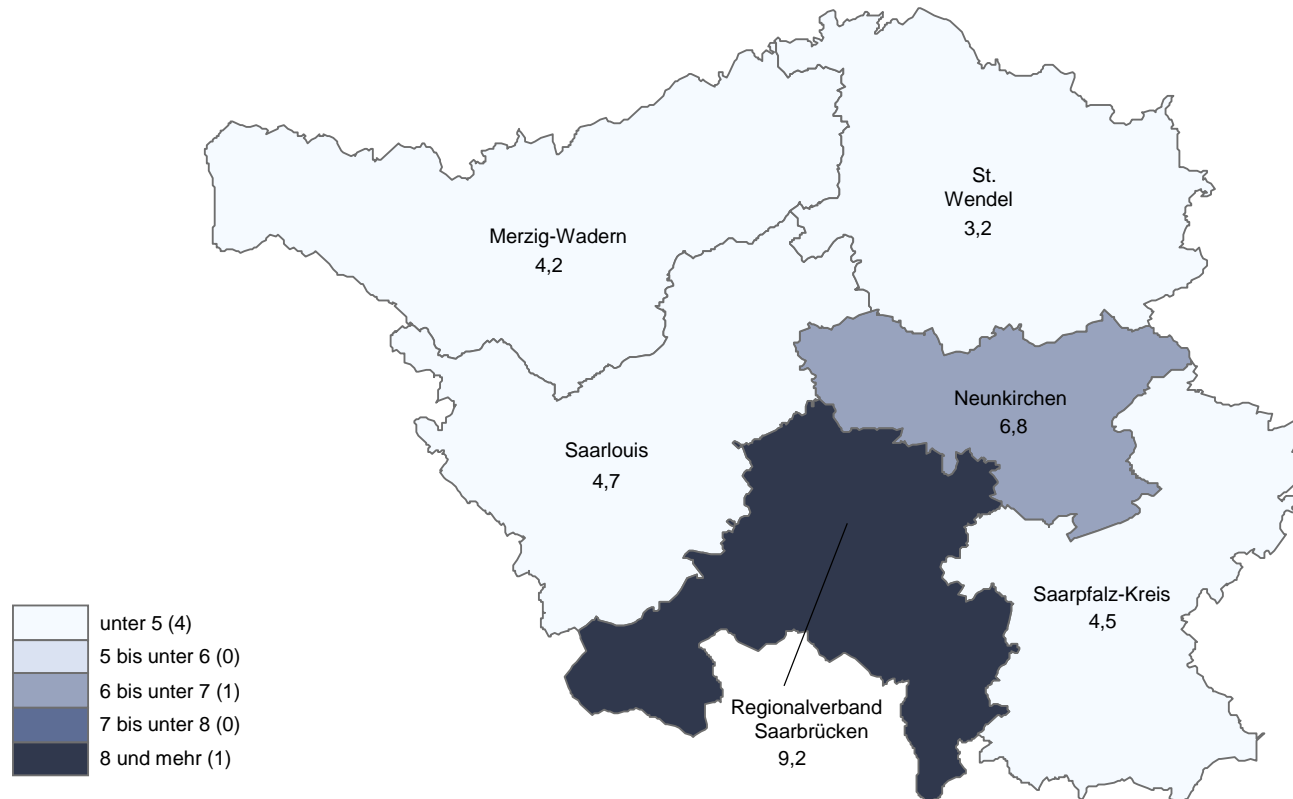 St.
Wendel
3,2
Merzig-Wadern
4,2
Neunkirchen
6,8
Saarlouis
4,7
Saarpfalz-Kreis
4,5
Regionalverband
Saarbrücken
9,2
unter 5 (4)
5 bis unter 6 (0)
6 bis unter 7 (1)
7 bis unter 8 (0)
8 und mehr (1)